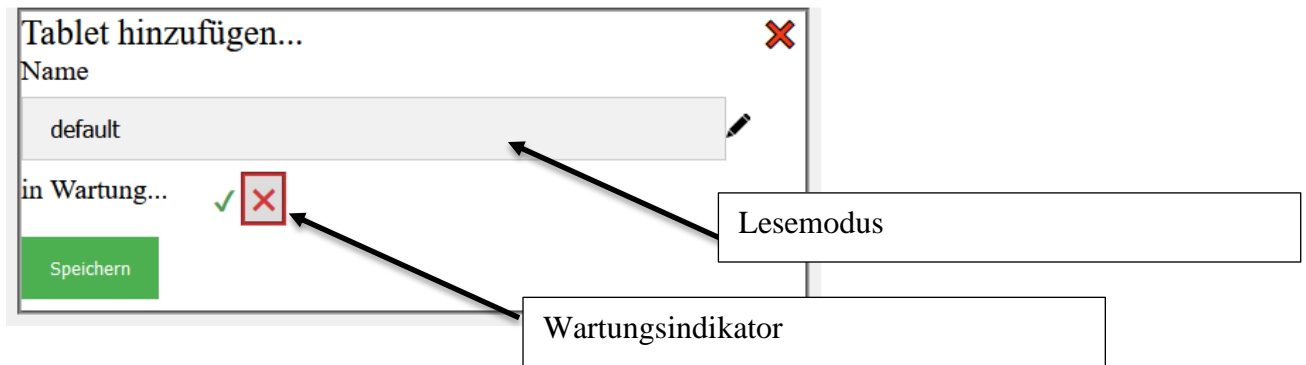 Tablet hinzufügen...
Name
default
in Wartung...
Lesemodus
Speichern
Wartungsindikator